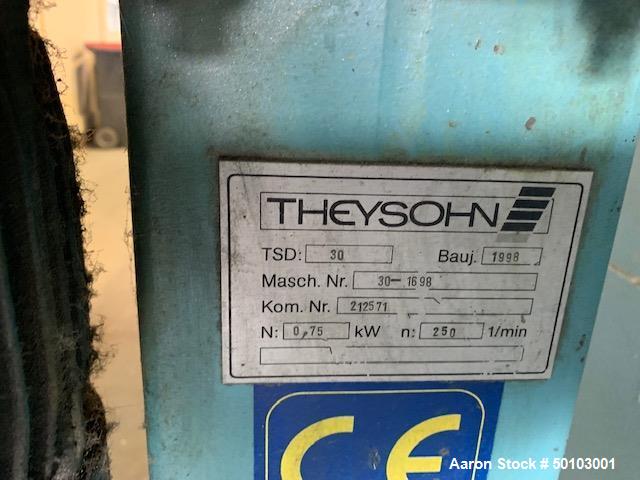 THEYSOHN
TSD: 30 Bauj. 1998
Masch. Nr. 30-1698
Kom. Nr. 212571
N: 0,75 kW n: 250 1/min
CE
Aaron Stock # 50103001